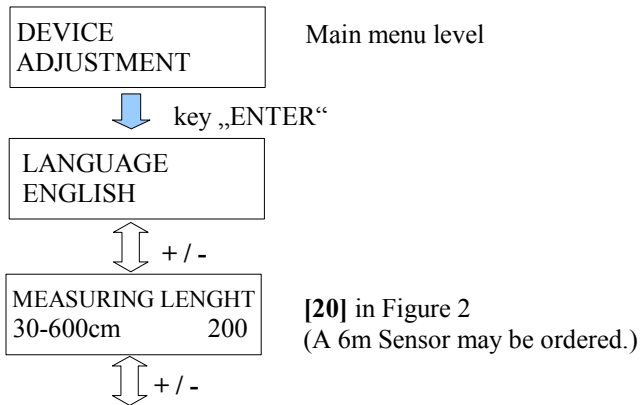 DEVICE
ADJUSTMENT
Main menu level
key „ENTER“
LANGUAGE
ENGLISH
+ / -
MEASURING LENGHT
30-600cm 200
[20] in Figure 2
(A 6m Sensor may be ordered.)
+ / -